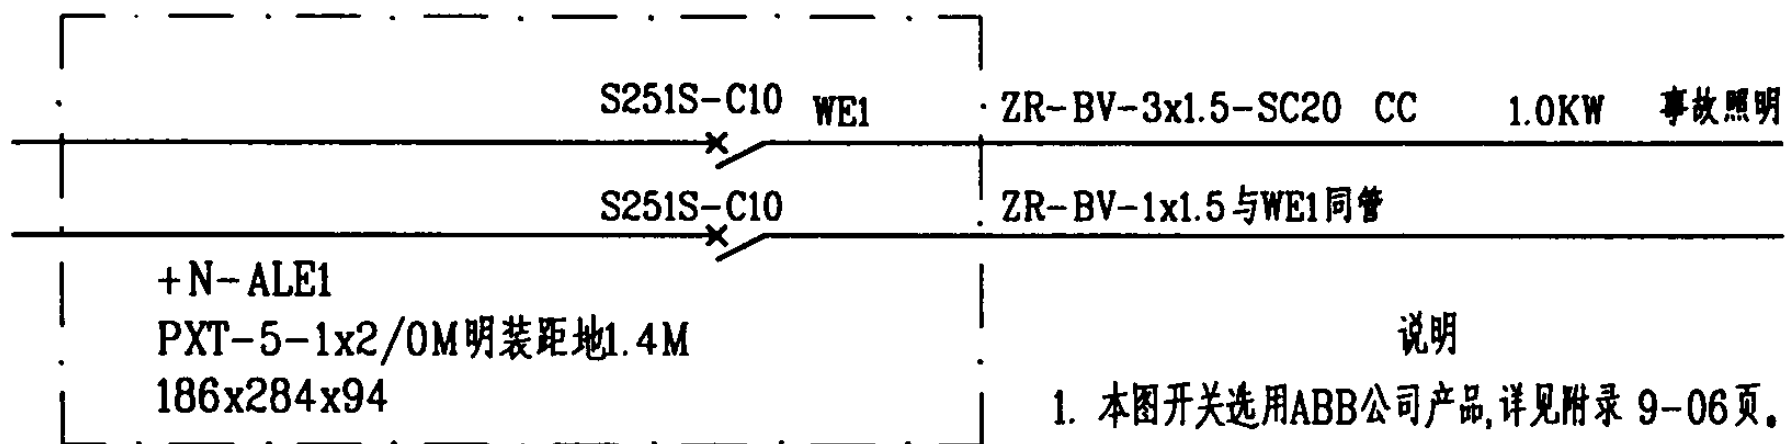 S251S-C10 WE1 ZR-BV-3x1.5-SC20 CC 1.0KW 事故照明
S251S-C10 ZR-BV-1x1.5与WE1同管
+N-ALE1
PXT-5-1x2/0M明装距地1.4M
186x284x94
说明
1. 本图开关选用ABB公司产品,详见附录 9-06页。